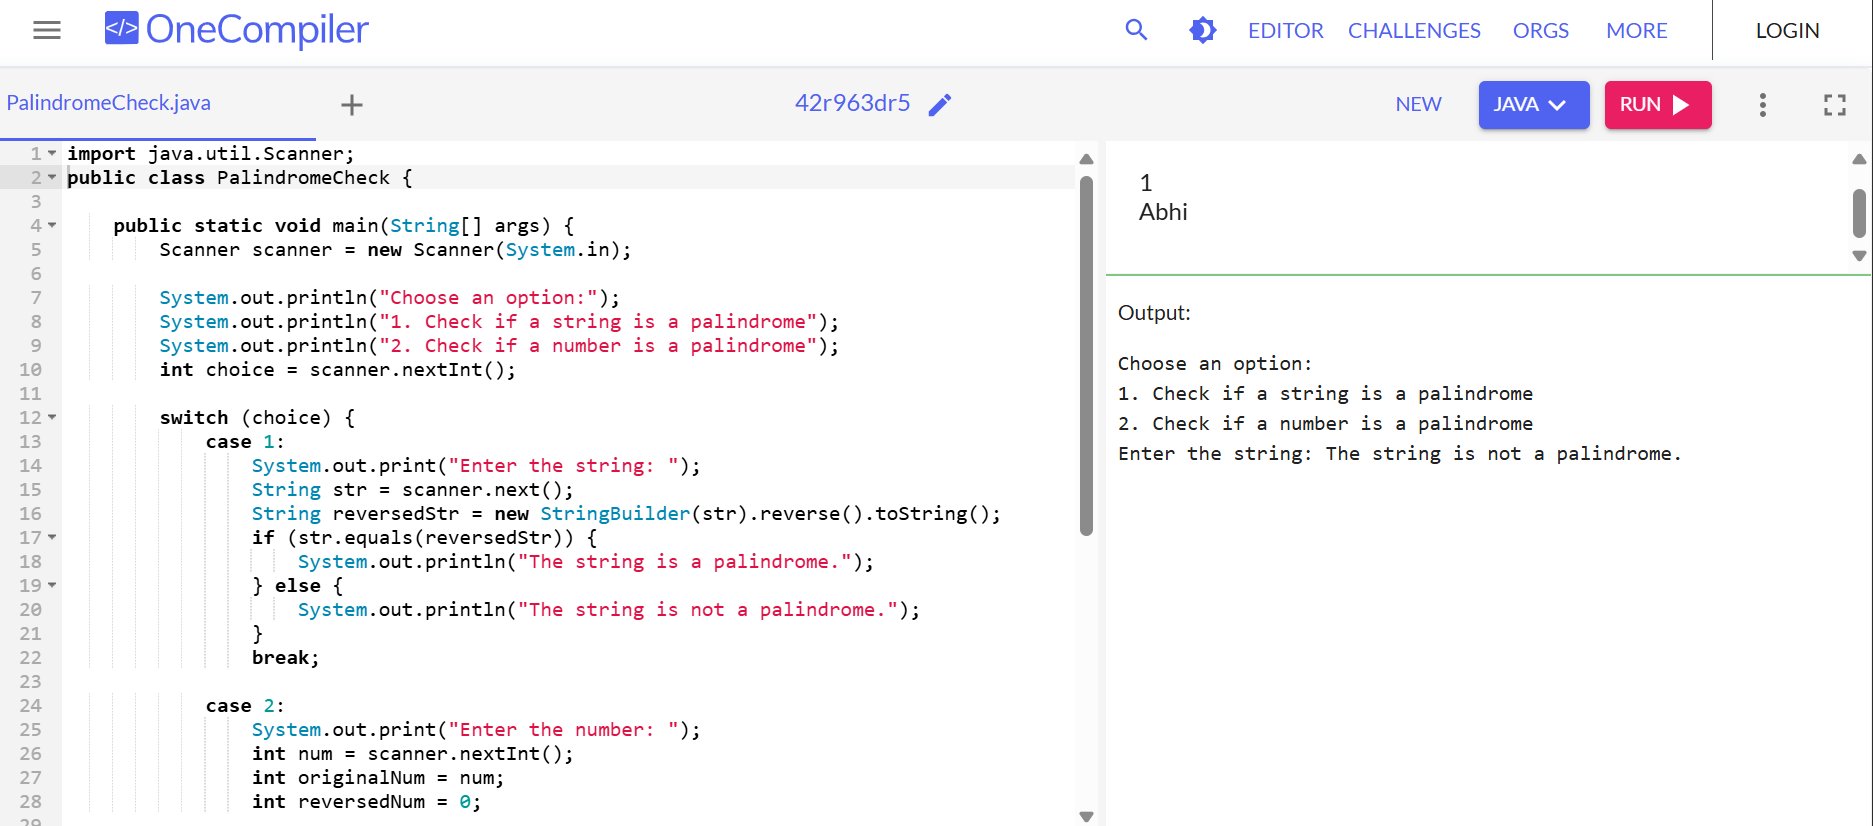 </> OneCompiler
EDITOR CHALLENGES ORGS MORE LOGIN
PalindromeCheck.java + 42r963dr5 NEW JAVA RUN
1 import java.util.Scanner;
2 public class PalindromeCheck {
3
4     public static void main(String[] args) {
5         Scanner scanner = new Scanner(System.in);
6
7         System.out.println("Choose an option:");
8         System.out.println("1. Check if a string is a palindrome");
9         System.out.println("2. Check if a number is a palindrome");
10         int choice = scanner.nextInt();
11
12         switch (choice) {
13             case 1:
14                 System.out.print("Enter the string: ");
15                 String str = scanner.next();
16                 String reversedStr = new StringBuilder(str).reverse().toString();
17                 if (str.equals(reversedStr)) {
18                     System.out.println("The string is a palindrome.");
19                 } else {
20                     System.out.println("The string is not a palindrome.");
21                 }
22                 break;
23
24             case 2:
25                 System.out.print("Enter the number: ");
26                 int num = scanner.nextInt();
27                 int originalNum = num;
28                 int reversedNum = 0;
29
1
Abhi
Output:
Choose an option:
1. Check if a string is a palindrome
2. Check if a number is a palindrome
Enter the string: The string is not a palindrome.